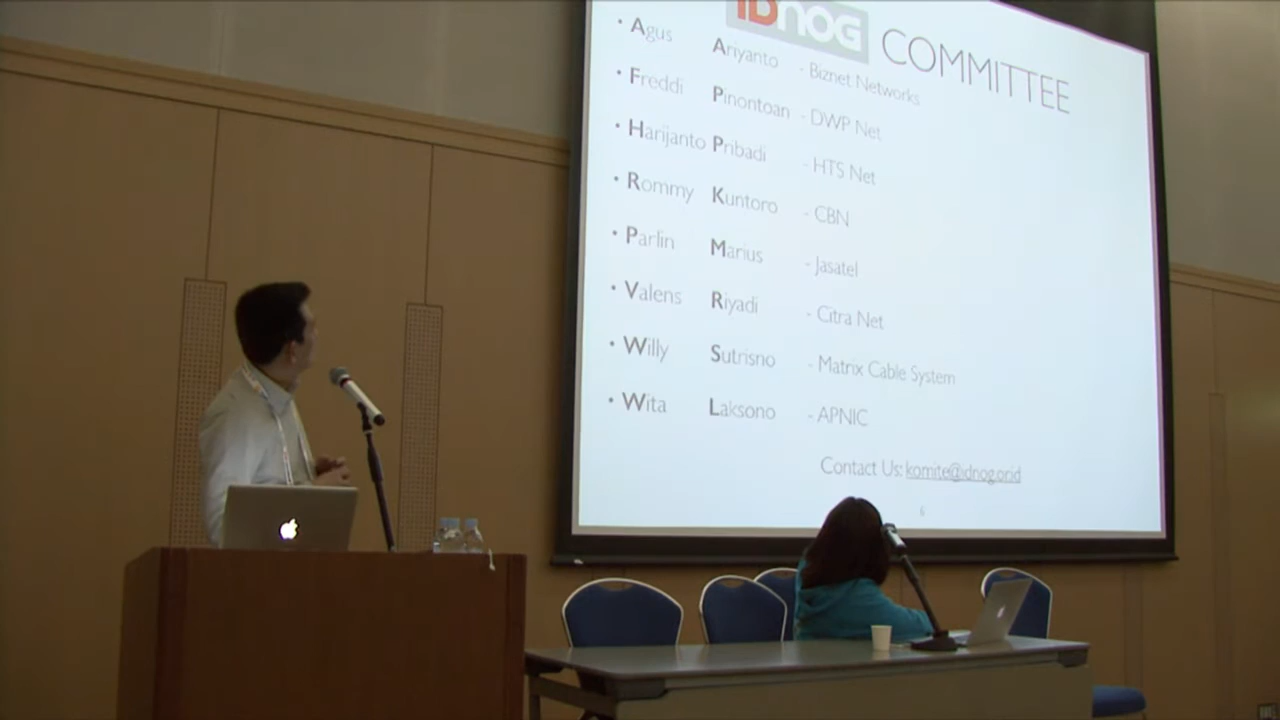 IDNOG COMMITTEE
• Agus Ariyanto - Biznet Networks
• Freddi Pinontoan - DWP Net
• Harijanto Pribadi - HTS Net
• Rommy Kuntoro - CBN
• Parlin Marius - Jasatel
• Valens Riyadi - Citra Net
• Willy Sutrisno - Matrix Cable System
• Wita Laksono - APNIC
Contact Us: komite@idnog.or.id
6